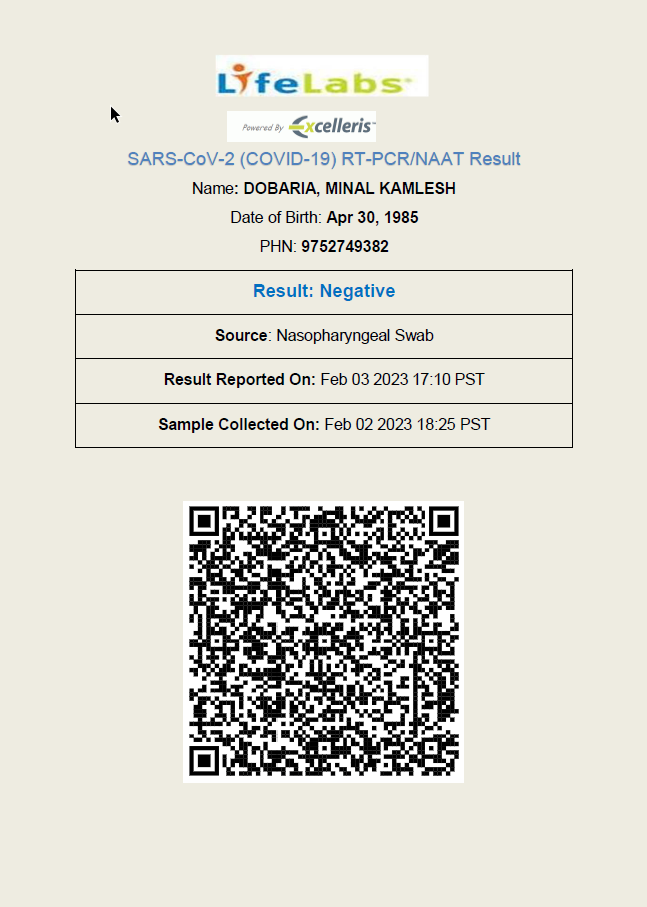 LifeLabs
Powered By Excelleris™
SARS-CoV-2 (COVID-19) RT-PCR/NAAT Result
Name: DOBARIA, MINAL KAMLESH
Date of Birth: Apr 30, 1985
PHN: 9752749382
Result: Negative
Source: Nasopharyngeal Swab
Result Reported On: Feb 03 2023 17:10 PST
Sample Collected On: Feb 02 2023 18:25 PST